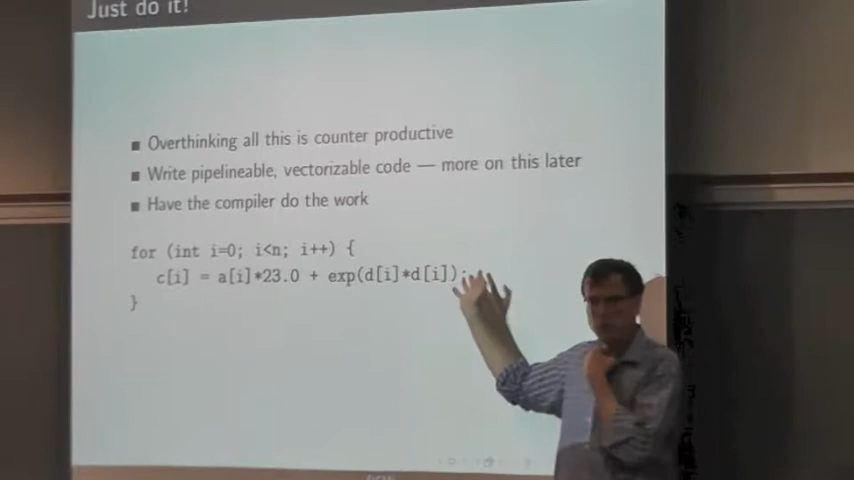 Just do it!
Overthinking all this is counter productive
Write pipelineable, vectorizable code — more on this later
Have the compiler do the work
for (int i=0; i<n; i++) {
c[i] = a[i]*23.0 + exp(d[i]*d[i]);
}